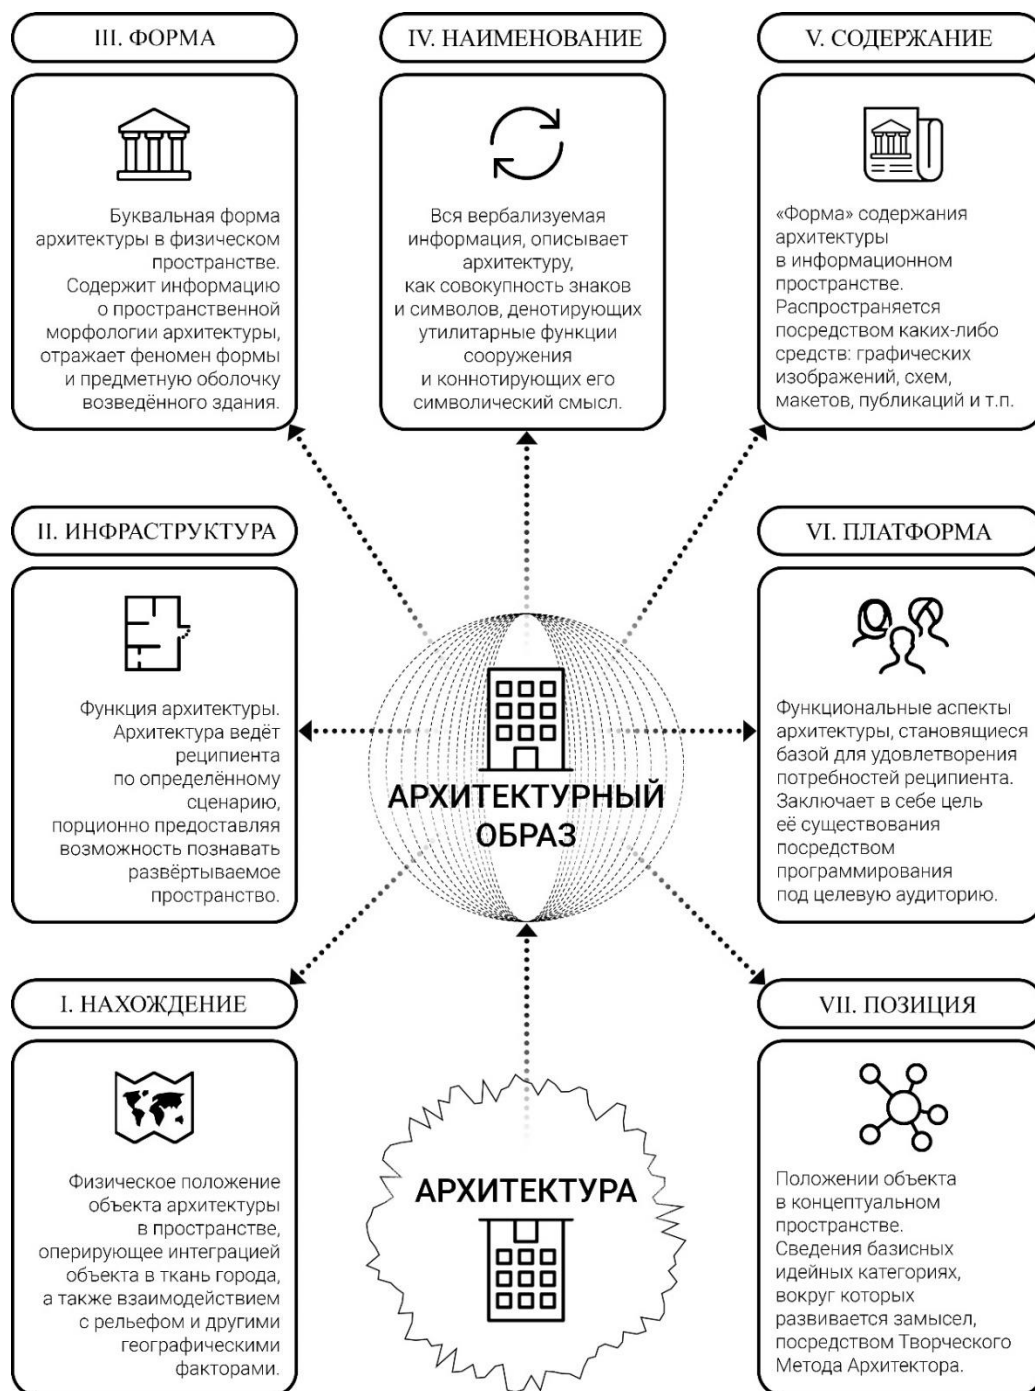 III. ФОРМА
Буквальная форма
архитектуры в физическом
пространстве.
Содержит информацию
о пространственной
морфологии архитектуры,
отражает феномен формы
и предметную оболочку
возведённого здания.
IV. НАИМЕНОВАНИЕ
Вся вербализуемая
информация, описывает
архитектуру,
как совокупность знаков
и символов, денотирующих
утилитарные функции
сооружения
и коннотирующих его
символический смысл.
V. СОДЕРЖАНИЕ
«Форма» содержания
архитектуры
в информационном
пространстве.
Распространяется
посредством каких-либо
средств: графических
изображений, схем,
макетов, публикаций и т.п.
II. ИНФРАСТРУКТУРА
Функция архитектуры.
Архитектура ведёт
реципиента
по определённому
сценарию,
порционно предоставляя
возможность познавать
развёртываемое
пространство.
АРХИТЕКТУРНЫЙ
ОБРАЗ
VI. ПЛАТФОРМА
Функциональные аспекты
архитектуры, становящиеся
базой для удовлетворения
потребностей реципиента.
Заключает в себе цель
её существования
посредством
программирования
под целевую аудиторию.
I. НАХОЖДЕНИЕ
Физическое положение
объекта архитектуры
в пространстве,
оперирующее интеграцией
объекта в ткань города,
а также взаимодействием
с рельефом и другими
географическими
факторами.
АРХИТЕКТУРА
VII. ПОЗИЦИЯ
Положении объекта
в концептуальном
пространстве.
Сведения базисных
идейных категориях,
вокруг которых
развивается замысел,
посредством Творческого
Метода Архитектора.